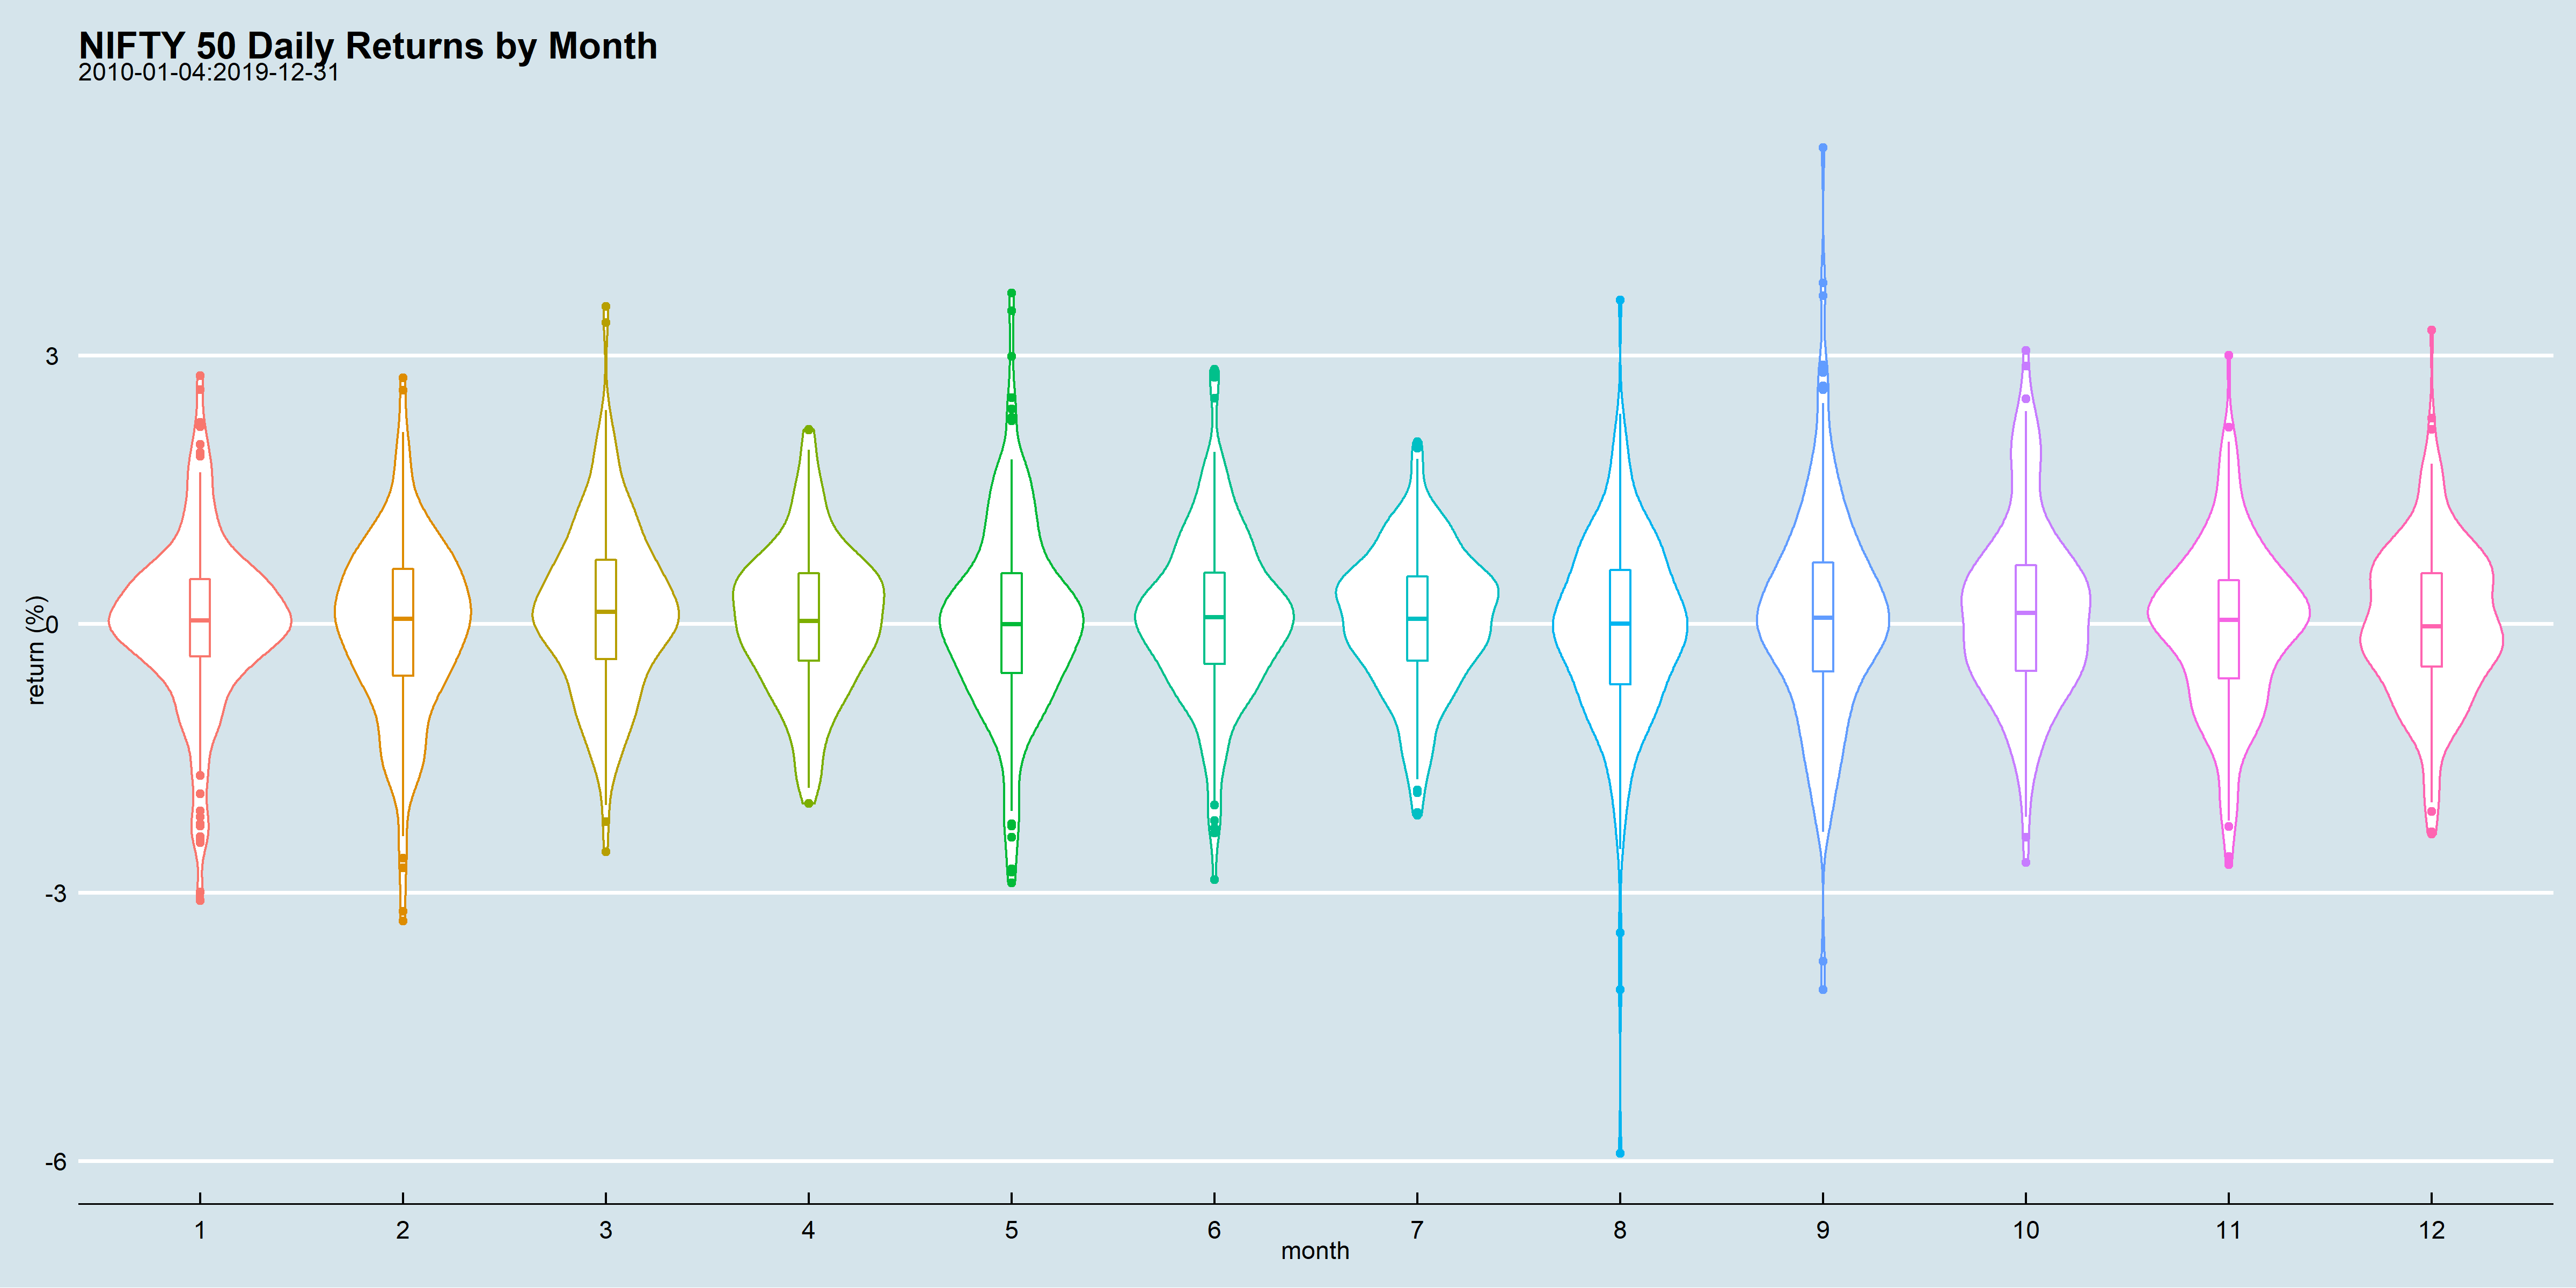 NIFTY 50 Daily Returns by Month
2010-01-04:2019-12-31
return (%)
3
0
-3
-6
1 2 3 4 5 6 7 8 9 10 11 12
month